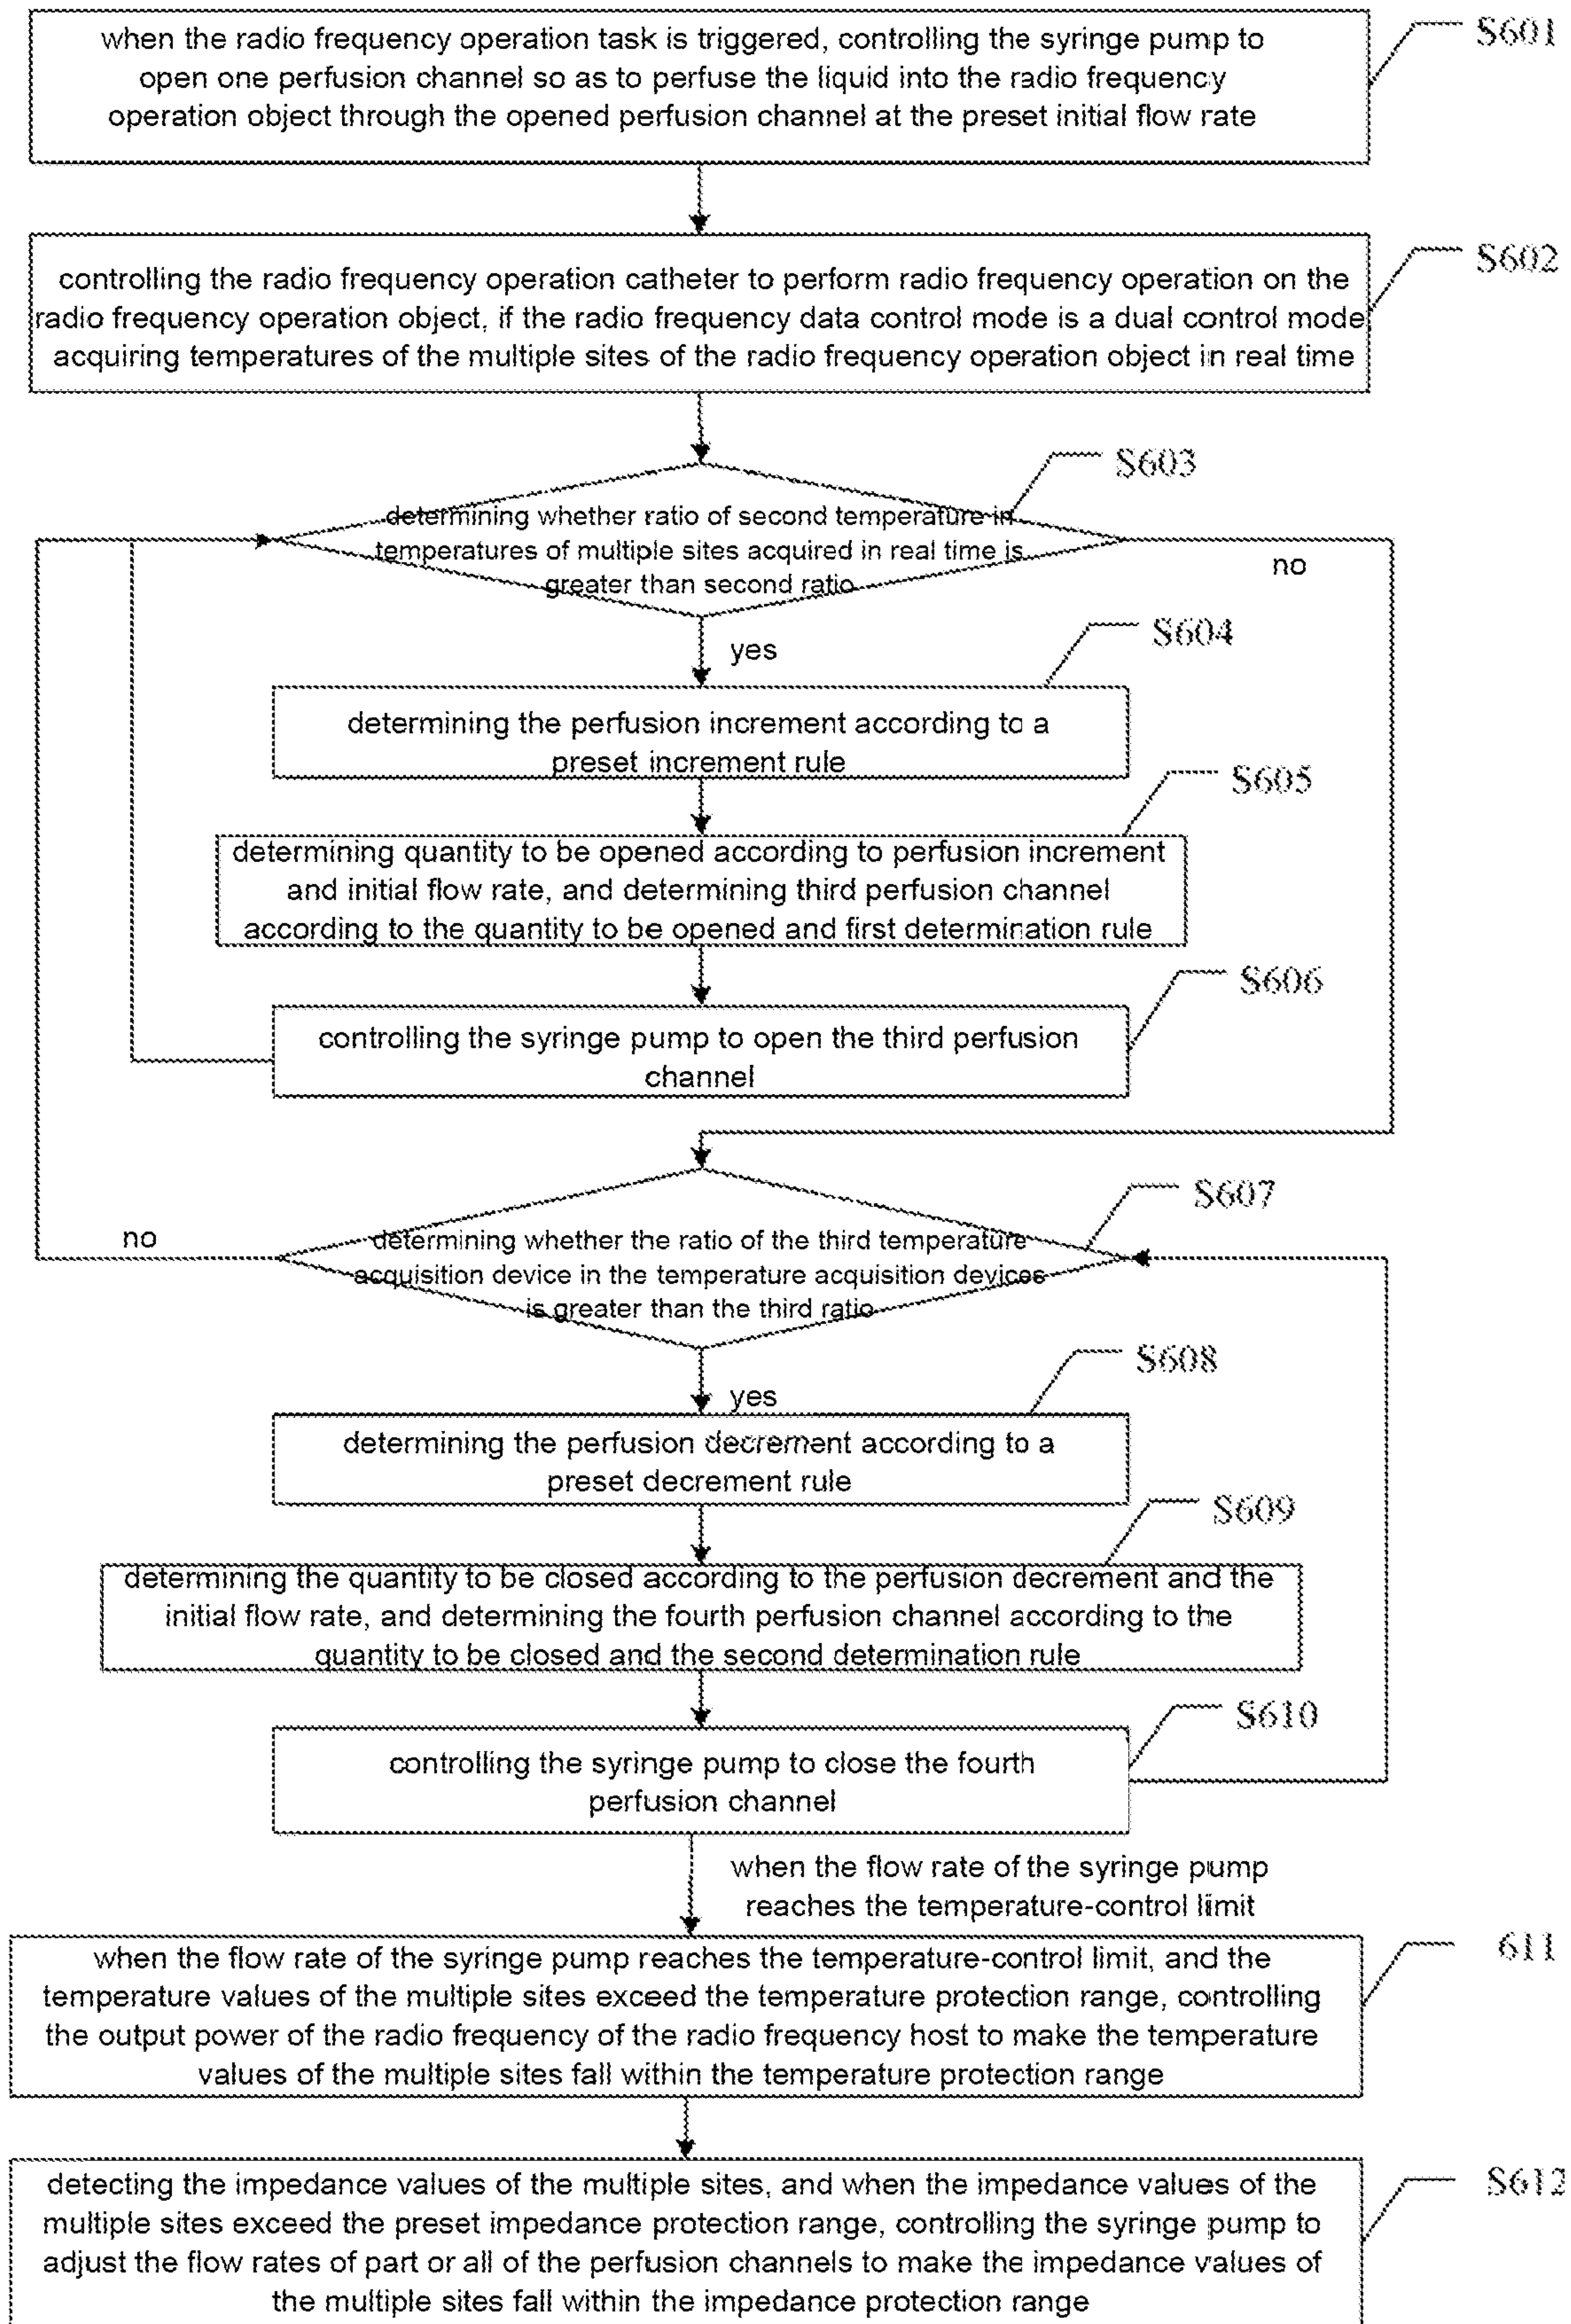 when the radio frequency operation task is triggered, controlling the syringe pump to
open one perfusion channel so as to perfuse the liquid into the radio frequency
operation object through the opened perfusion channel at the preset initial flow rate
S601
controlling the radio frequency operation catheter to perform radio frequency operation on the
radio frequency operation object, if the radio frequency data control mode is a dual control mode
acquiring temperatures of the multiple sites of the radio frequency operation object in real time
S602
determining whether ratio of second temperature in
temperatures of multiple sites acquired in real time is
greater than second ratio
S603
no
yes
determining the perfusion increment according to a
preset increment rule
S604
determining quantity to be opened according to perfusion increment
and initial flow rate, and determining third perfusion channel
according to the quantity to be opened and first determination rule
S605
controlling the syringe pump to open the third perfusion
channel
S606
determining whether the ratio of the third temperature
acquisition device in the temperature acquisition devices
is greater than the third ratio
S607
no
yes
determining the perfusion decrement according to a
preset decrement rule
S608
determining the quantity to be closed according to the perfusion decrement and the
initial flow rate, and determining the fourth perfusion channel according to the
quantity to be closed and the second determination rule
S609
controlling the syringe pump to close the fourth
perfusion channel
S610
when the flow rate of the syringe pump
reaches the temperature-control limit
when the flow rate of the syringe pump reaches the temperature-control limit, and the
temperature values of the multiple sites exceed the temperature protection range, controlling
the output power of the radio frequency of the radio frequency host to make the temperature
values of the multiple sites fall within the temperature protection range
611
detecting the impedance values of the multiple sites, and when the impedance values of the
multiple sites exceed the preset impedance protection range, controlling the syringe pump to
adjust the flow rates of part or all of the perfusion channels to make the impedance values of
the multiple sites fall within the impedance protection range
S612